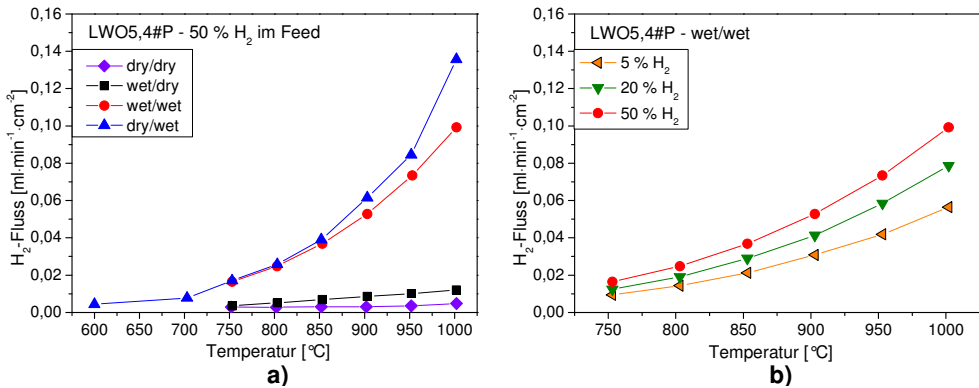 LWO5,4#P - 50 % H₂ im Feed
dry/dry
wet/dry
wet/wet
dry/wet
0,16
0,14
0,12
0,10
0,08
0,06
0,04
0,02
0,00
H₂-Fluss [ml·min⁻¹·cm⁻²]
600 650 700 750 800 850 900 950 1000
Temperatur [°C]
a)
LWO5,4#P - wet/wet
5 % H₂
20 % H₂
50 % H₂
0,16
0,14
0,12
0,10
0,08
0,06
0,04
0,02
0,00
H₂-Fluss [ml·min⁻¹·cm⁻²]
750 800 850 900 950 1000
Temperatur [°C]
b)